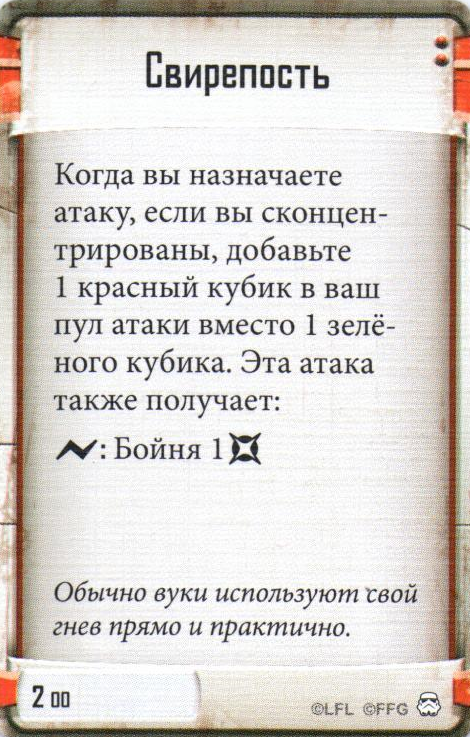 Свирепость
Когда вы назначаете
атаку, если вы сконцен-
трированы, добавьте
1 красный кубик в ваш
пул атаки вместо 1 зелё-
ного кубика. Эта атака
также получает:
: Бойня 1
Обычно вуки используют свой
гнев прямо и практично.
2 ОО
©LFL ©FFG